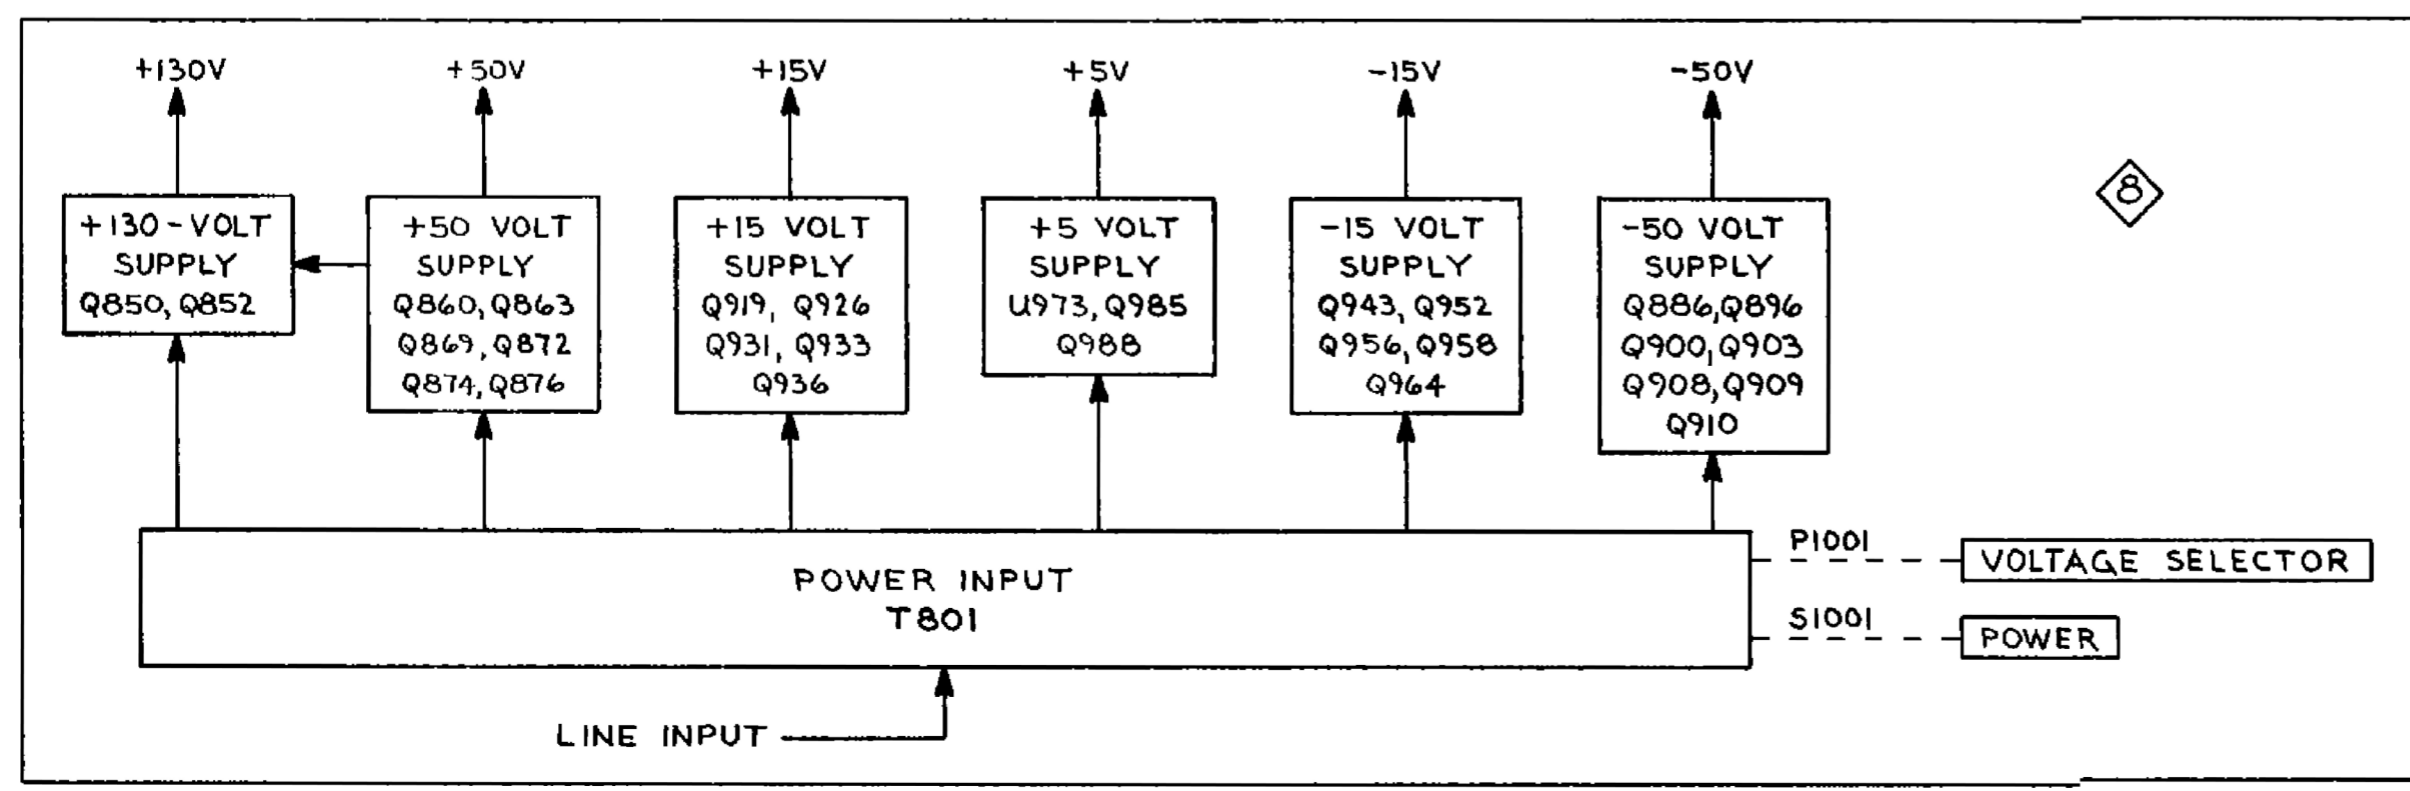 +130V
+50V
+15V
+5V
-15V
-50V
+130-VOLT
SUPPLY
Q850, Q852
+50 VOLT
SUPPLY
Q860, Q863
Q869, Q872
Q874, Q876
+15 VOLT
SUPPLY
Q919, Q926
Q931, Q933
Q936
+5 VOLT
SUPPLY
U973, Q985
Q988
-15 VOLT
SUPPLY
Q943, Q952
Q956, Q958
Q964
-50 VOLT
SUPPLY
Q886, Q896
Q900, Q903
Q908, Q909
Q910
8
POWER INPUT
T801
P1001
VOLTAGE SELECTOR
S1001
POWER
LINE INPUT